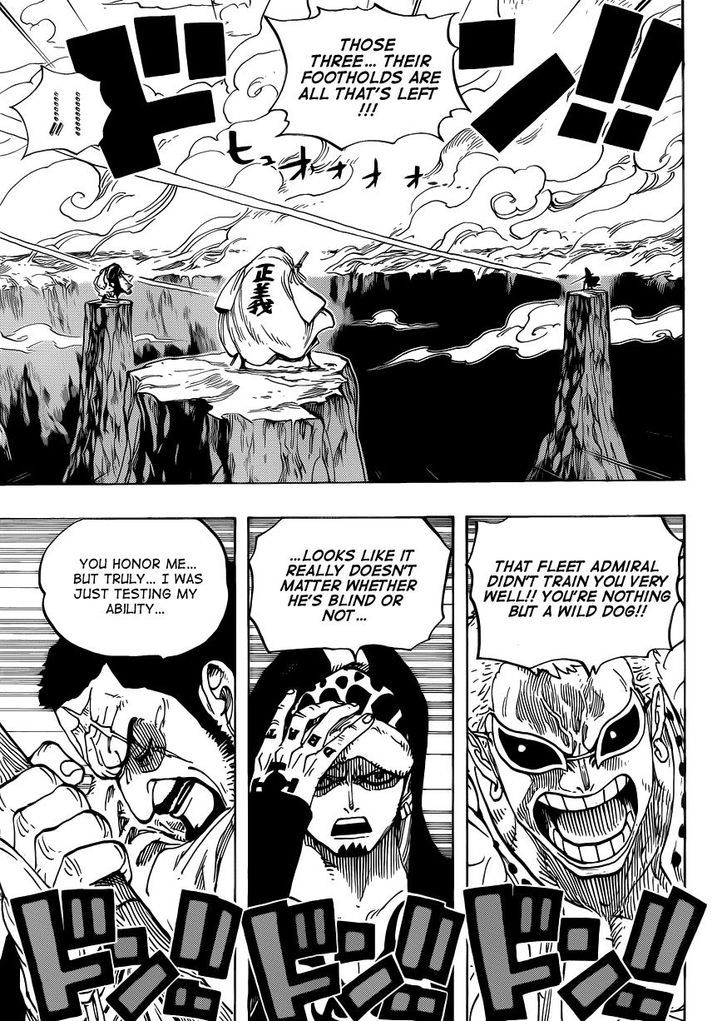 THOSE
THREE... THEIR
FOOTHOLDS ARE
ALL THAT'S LEFT
!!!
ドン!!
ヒュオォォ
正義
THAT FLEET ADMIRAL
DIDN'T TRAIN YOU VERY
WELL!! YOU'RE NOTHING
BUT A WILD DOG!!
ドン!!
...LOOKS LIKE IT
REALLY DOESN'T
MATTER WHETHER
HE'S BLIND OR
NOT...
DEAT
ドン!!
YOU HONOR ME...
BUT TRULY... I WAS
JUST TESTING MY
ABILITY...
ドン!!